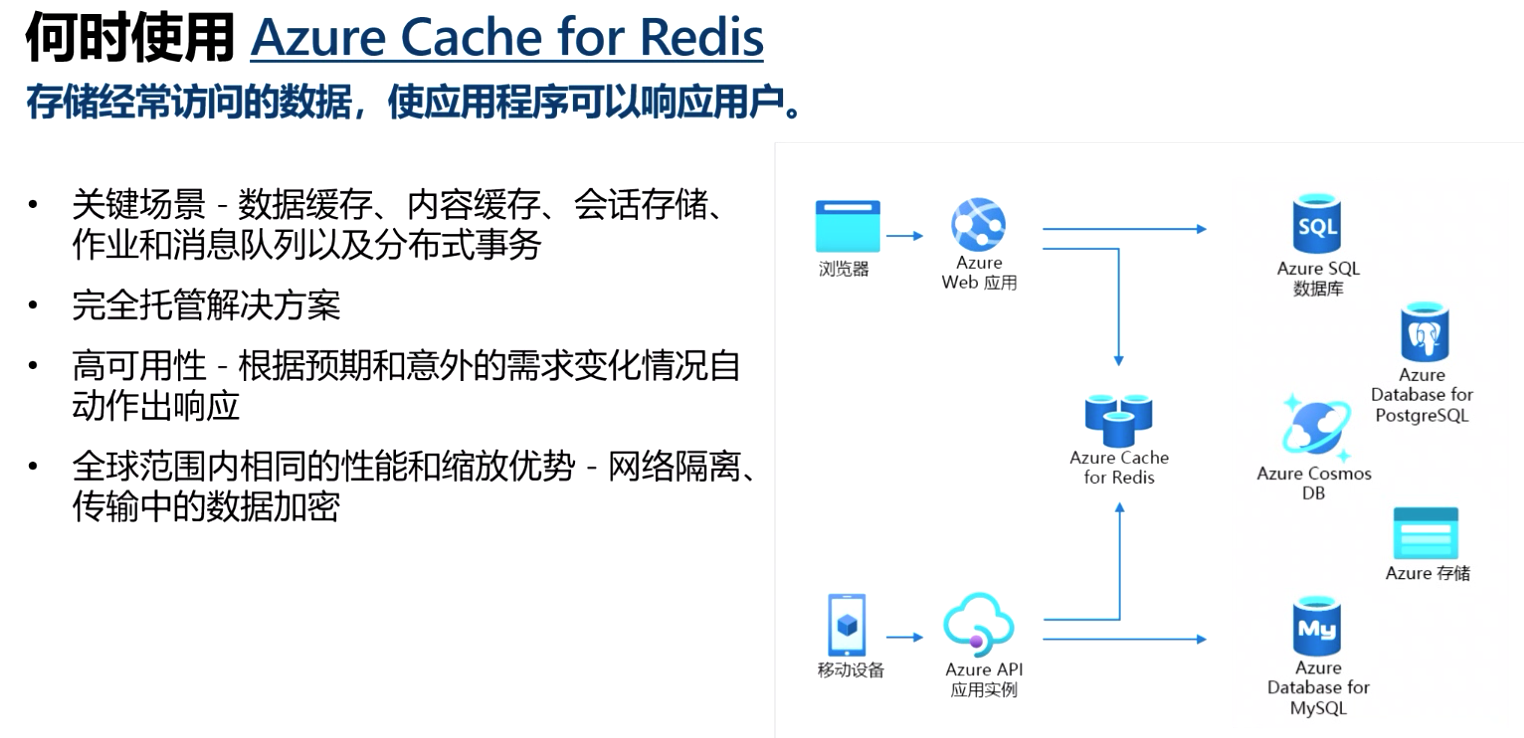 何时使用 Azure Cache for Redis
存储经常访问的数据，使应用程序可以响应用户。
• 关键场景 - 数据缓存、内容缓存、会话存储、
作业和消息队列以及分布式事务
• 完全托管解决方案
• 高可用性 - 根据预期和意外的需求变化情况自
动作出响应
• 全球范围内相同的性能和缩放优势 - 网络隔离、
传输中的数据加密
浏览器
Azure
Web 应用
SQL
Azure SQL
数据库
Azure
Database for
PostgreSQL
Azure Cache
for Redis
Azure Cosmos
DB
Azure 存储
移动设备
Azure API
应用实例
My
Azure
Database for
MySQL